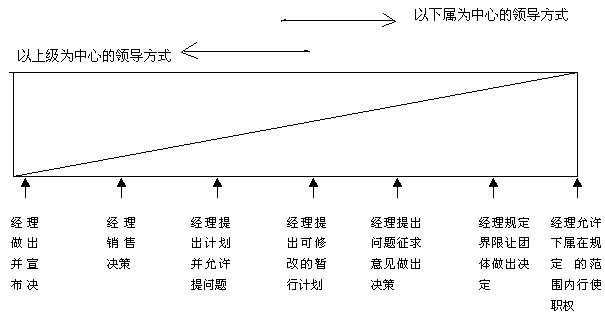 以下属为中心的领导方式
以上级为中心的领导方式
经 理
做 出
并 宣
布 决
经 理
销 售
决策
经理提
出计划
并允许
提问题
经理提
出可修
改的暂
行计划
经理提出
问题征求
意见做出
决策
经理规定
界限让团
体做出决
定
经理允许
下属在规
定 的范
围内行使
职权